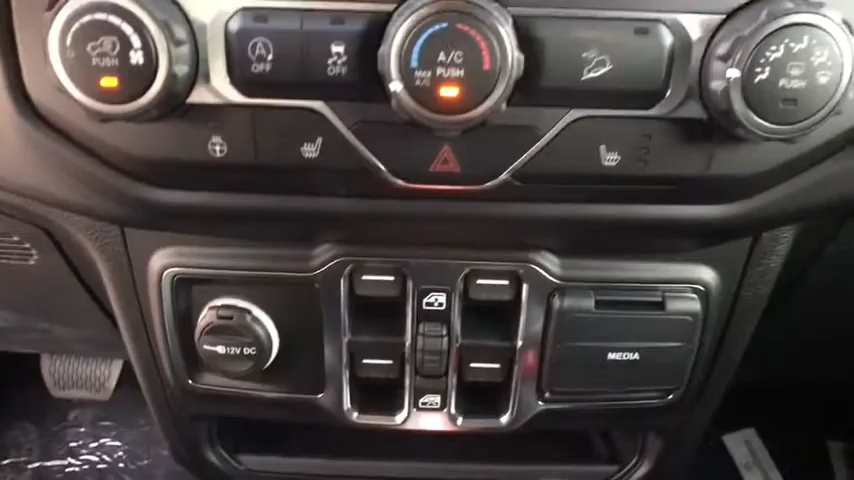 PUSH
A OFF
OFF
A/C
PUSH
MAX
A/C
PUSH
12V DC
MEDIA